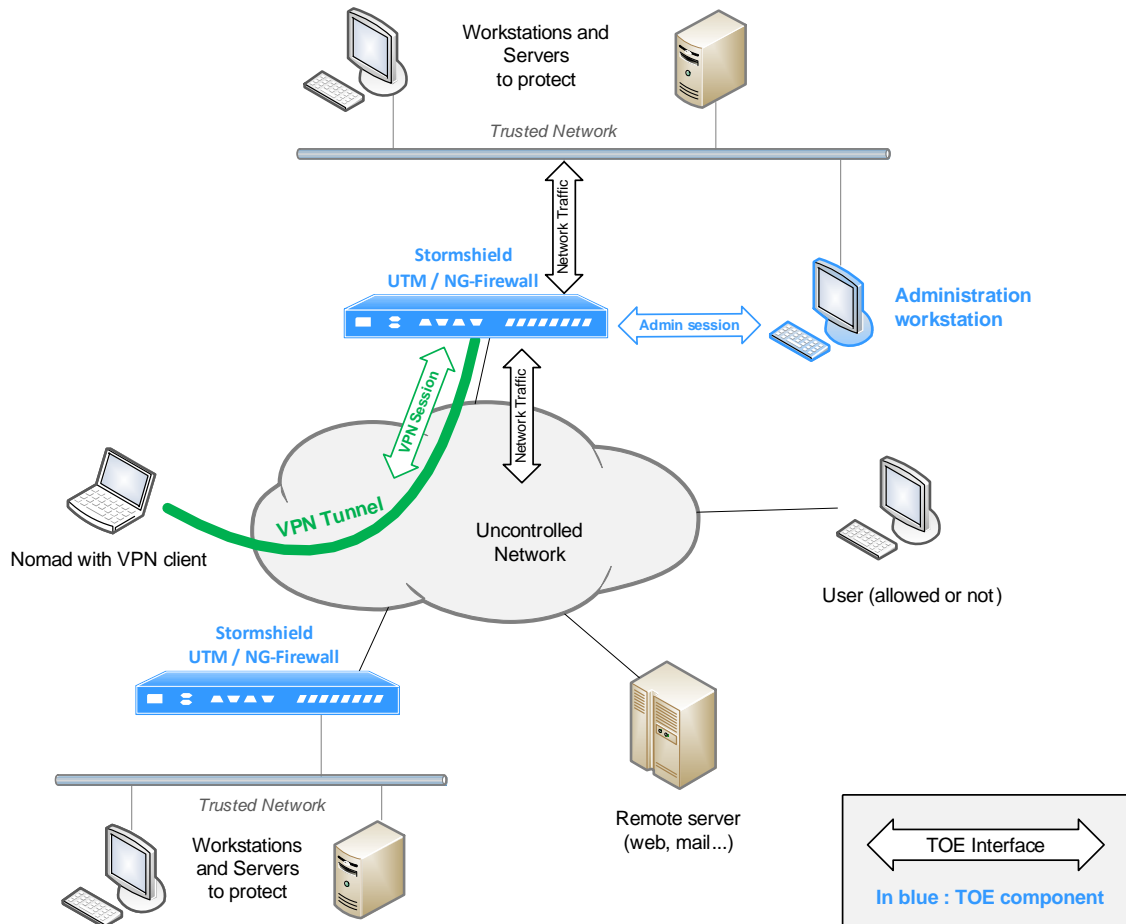 Workstations and
Servers
to protect
Trusted Network
Network Traffic
Stormshield
UTM / NG-Firewall
Admin session
Administration
workstation
VPN Session
Network Traffic
VPN Tunnel
Uncontrolled
Network
Nomad with VPN client
User (allowed or not)
Stormshield
UTM / NG-Firewall
Trusted Network
Workstations
and Servers
to protect
Remote server
(web, mail...)
TOE Interface
In blue : TOE component